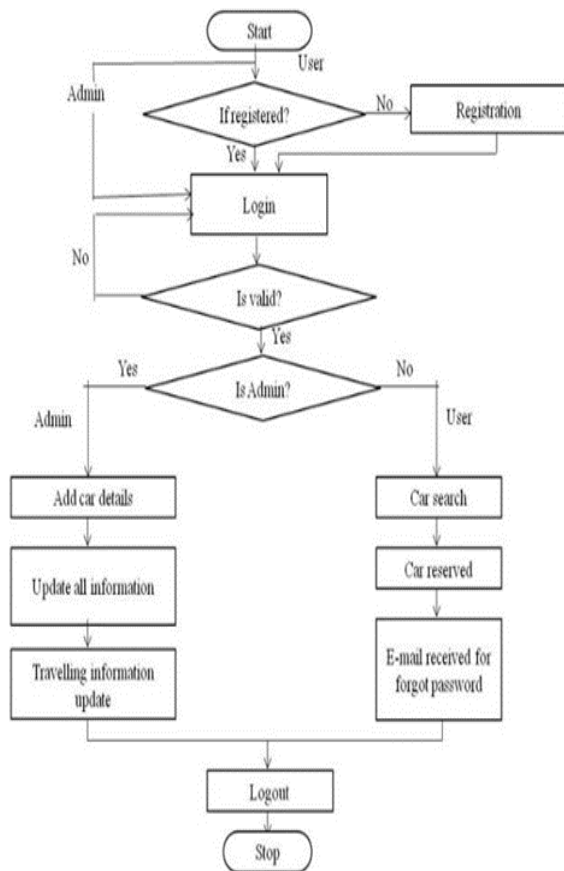 Start
User
Admin
If registered?
No
Registration
Yes
Login
No
Is valid?
Yes
Yes
Is Admin?
No
Admin
User
Add car details
Car search
Update all information
Car reserved
Travelling information
update
E-mail received for
forgot password
Logout
Stop